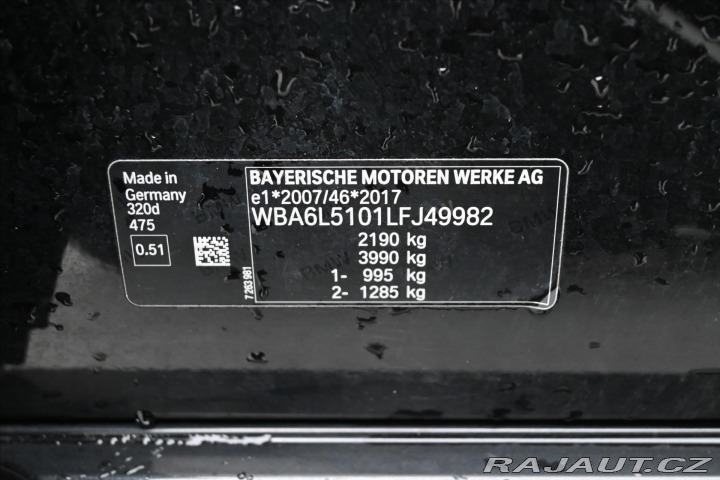 Made in
Germany
320d
475
0.51
7 263 981
BAYERISCHE MOTOREN WERKE AG
e1*2007/46*2017
WBA6L5101LFJ49982
2190 kg
3990 kg
1- 995 kg
2- 1285 kg
RAJAUT.CZ